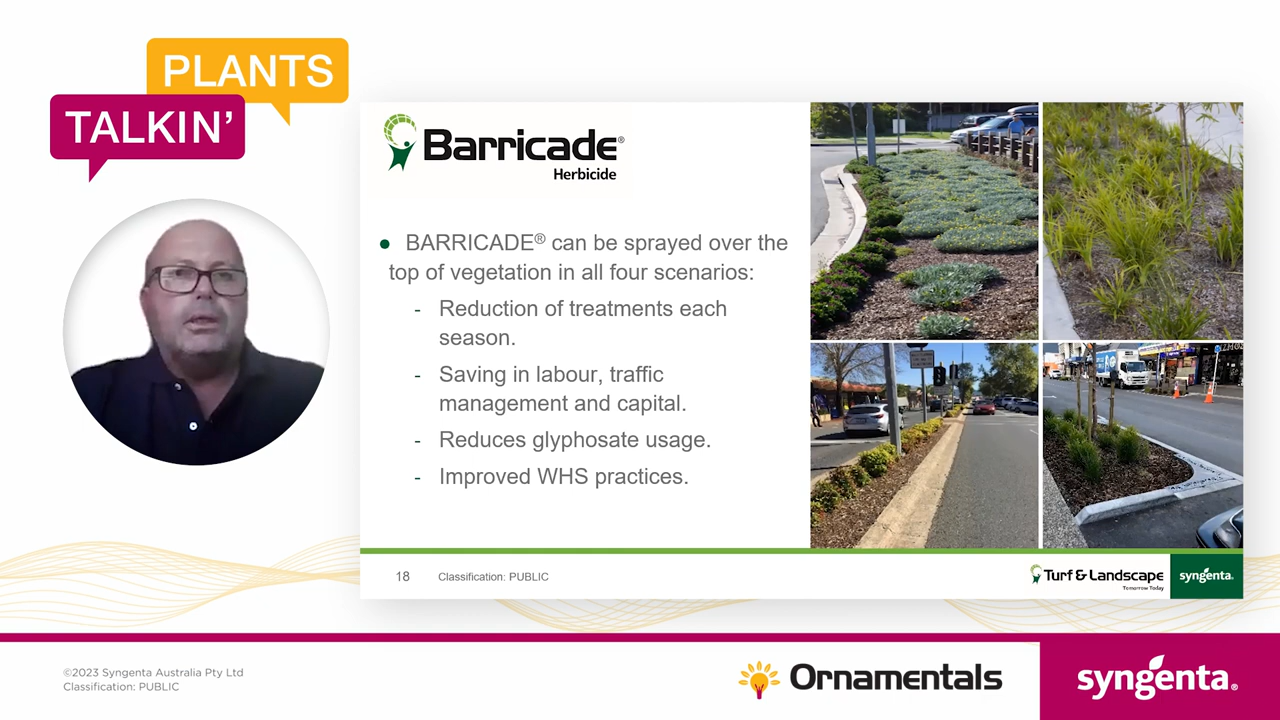 PLANTS
TALKIN’
Barricade®
Herbicide
● BARRICADE® can be sprayed over the
top of vegetation in all four scenarios:
- Reduction of treatments each
season.
- Saving in labour, traffic
management and capital.
- Reduces glyphosate usage.
- Improved WHS practices.
18
Classification: PUBLIC
Turf & Landscape
Tomorrow Today
syngenta®
©2023 Syngenta Australia Pty Ltd
Classification: PUBLIC
Ornamentals
syngenta®